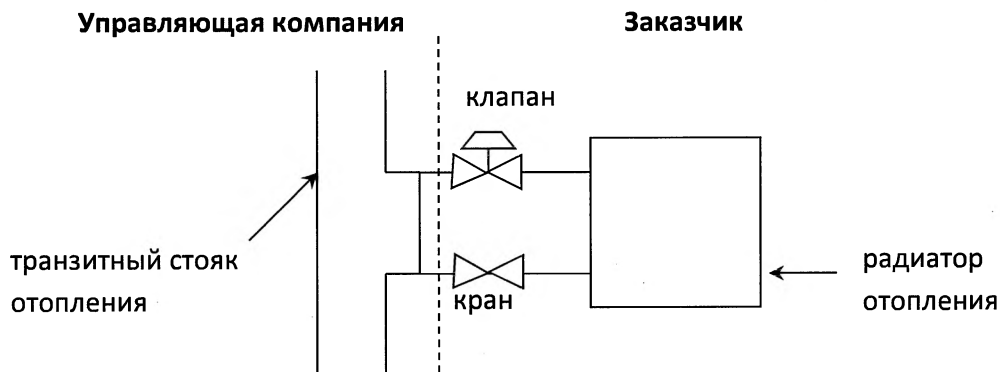 Управляющая компания
Заказчик
клапан
транзитный стояк
отопления
кран
радиатор
отопления